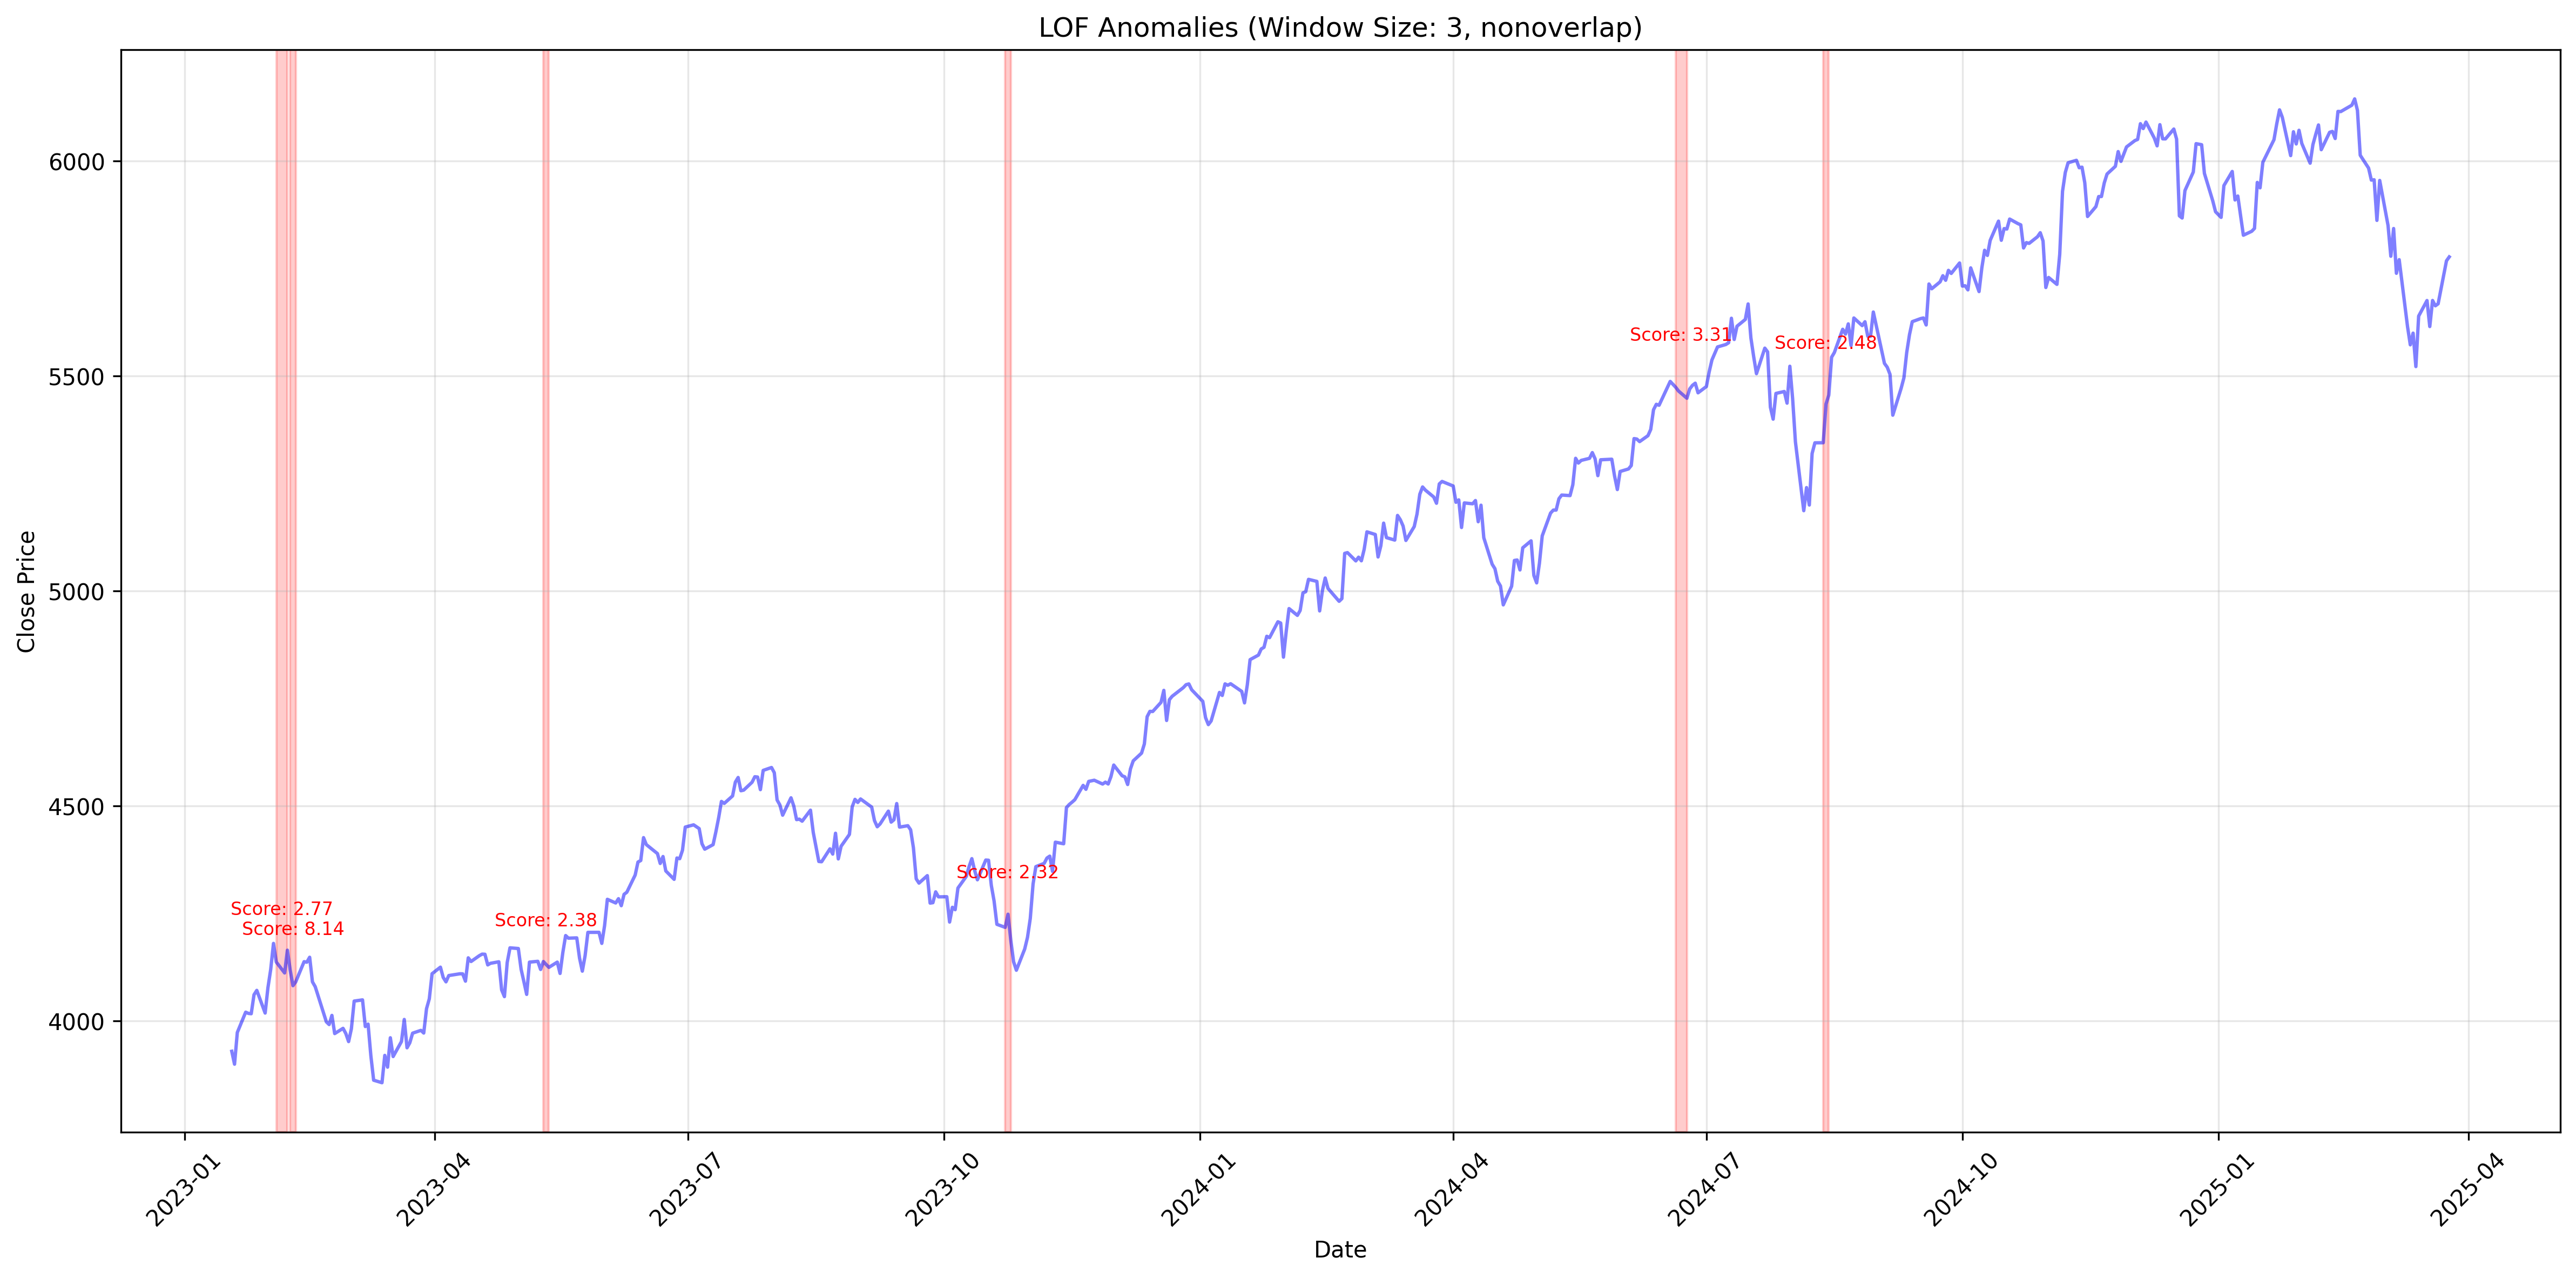 LOF Anomalies (Window Size: 3, nonoverlap)
Close Price
6000
5500
5000
4500
4000
Score: 2.77
Score: 8.14
Score: 2.38
Score: 2.32
Score: 3.31
Score: 2.48
2023-01
2023-04
2023-07
2023-10
2024-01
2024-04
2024-07
2024-10
2025-01
2025-04
Date